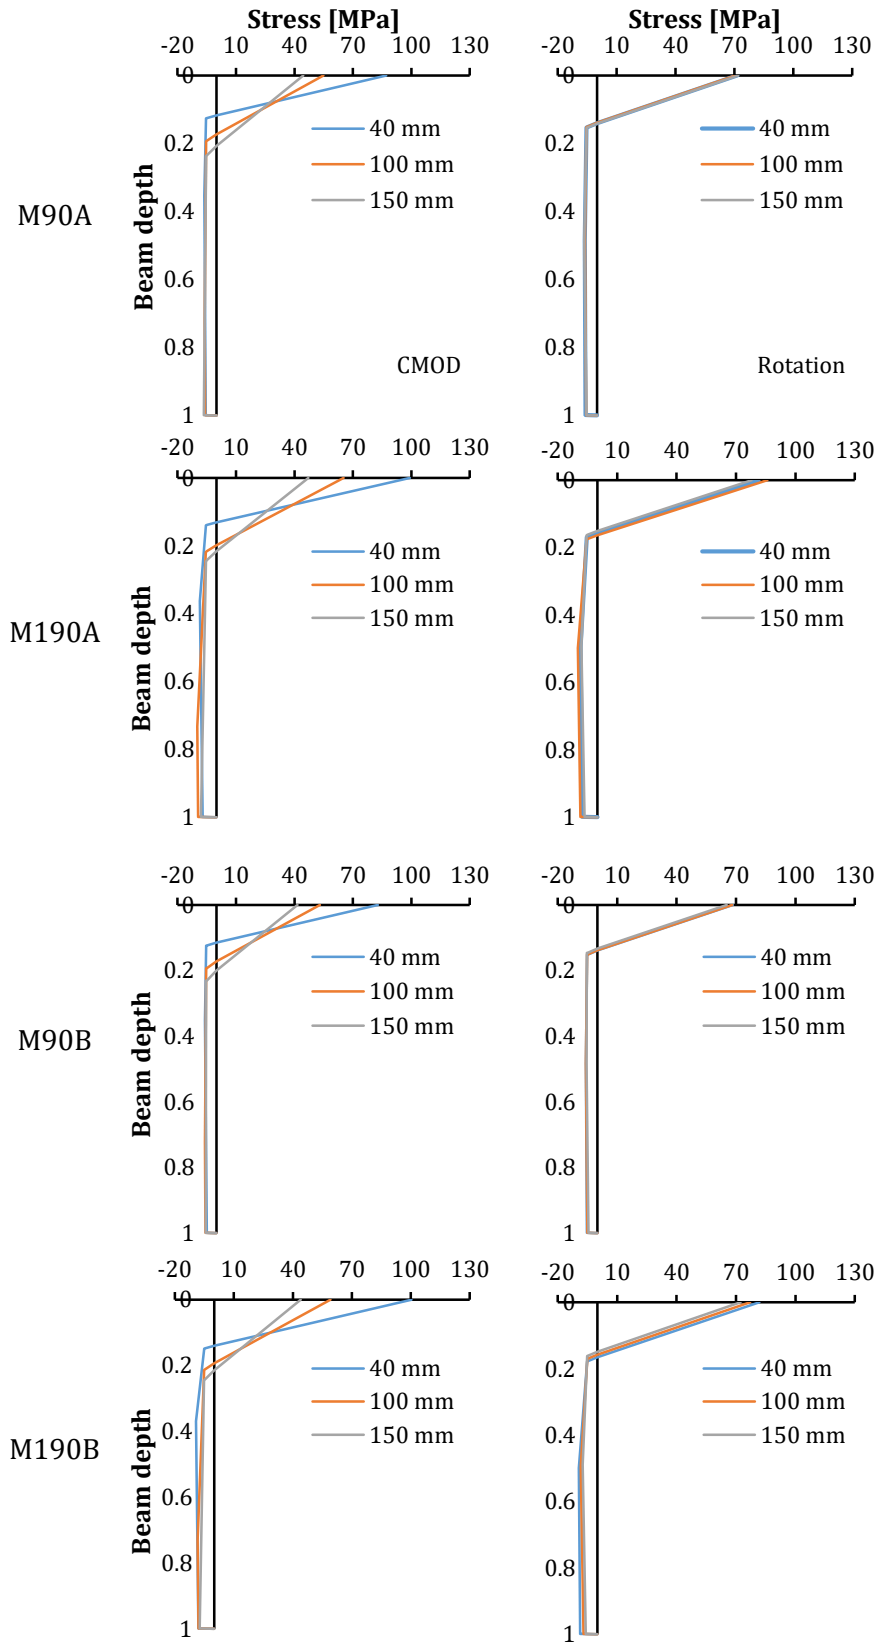 Stress [MPa] Stress [MPa]
-20 10 40 70 100 130 -20 10 40 70 100 130
0 0
40 mm 40 mm
0.2 0.2
100 mm 100 mm
150 mm 150 mm
M90A Beam depth 0.4 0.4
0.6 0.6
0.8 CMOD 0.8 Rotation
1 1
-20 10 40 70 100 130 -20 10 40 70 100 130
0 0
0.2 40 mm 0.2 40 mm
100 mm 100 mm
0.4 150 mm 0.4 150 mm
M190A Beam depth
0.6 0.6
0.8 0.8
1 1
-20 10 40 70 100 130 -20 10 40 70 100 130
0 0
40 mm 40 mm
0.2 0.2
100 mm 100 mm
150 mm 150 mm
M90B Beam depth 0.4 0.4
0.6 0.6
0.8 0.8
1 1
-20 10 40 70 100 130 -20 10 40 70 100 130
0 0
0.2 40 mm 0.2 40 mm
100 mm 100 mm
0.4 150 mm 0.4 150 mm
M190B Beam depth
0.6 0.6
0.8 0.8
1 1